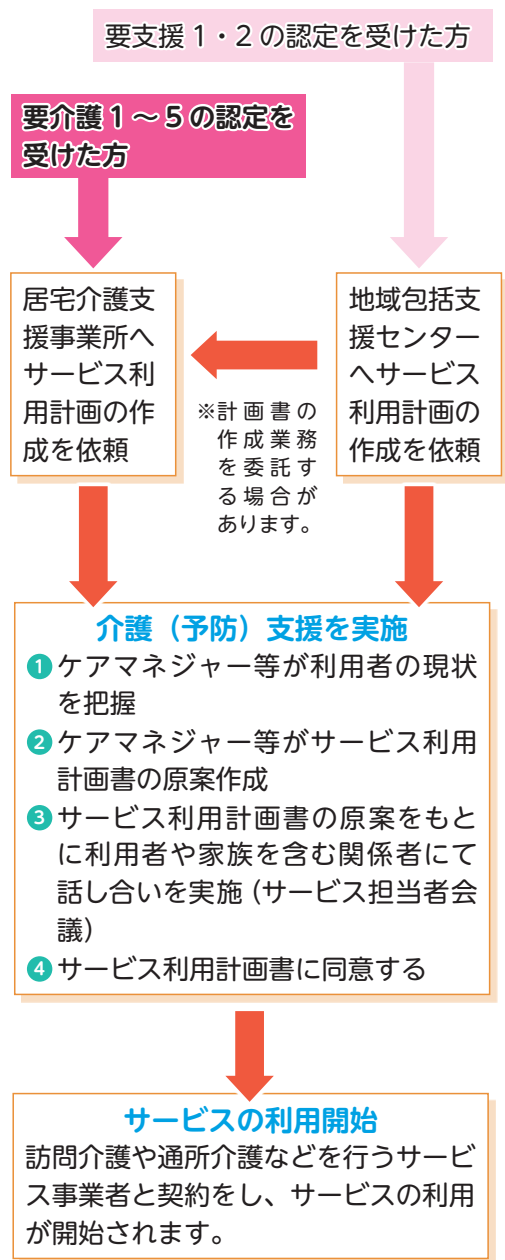 要支援1・2の認定を受けた方
要介護1～5の認定を
受けた方
居宅介護支
援事業所へ
サービス利
用計画の作
成を依頼
地域包括支
援センター
へサービス
利用計画の
作成を依頼
※計画書の
作成業務
を委託す
る場合が
あります。
介護（予防）支援を実施
❶ケアマネジャー等が利用者の現状
を把握
❷ケアマネジャー等がサービス利用
計画書の原案作成
❸サービス利用計画書の原案をもと
に利用者や家族を含む関係者にて
話し合いを実施（サービス担当者会
議）
❹サービス利用計画書に同意する
サービスの利用開始
訪問介護や通所介護などを行うサービ
ス事業者と契約をし、サービスの利用
が開始されます。